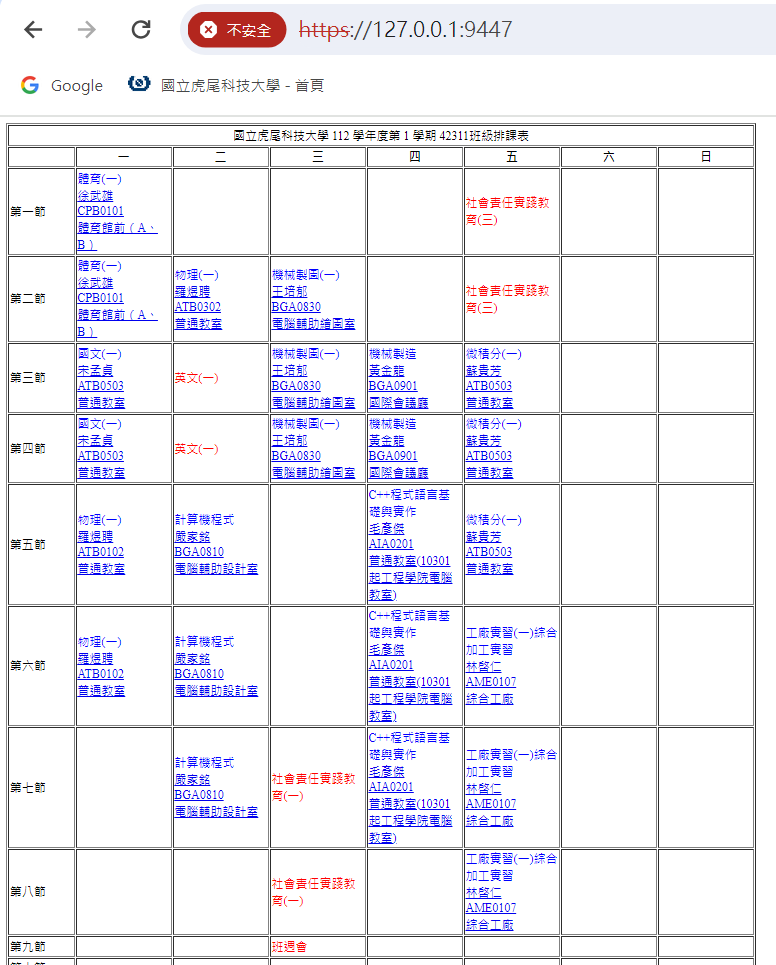 不安全 https://127.0.0.1:9447
Google 國立虎尾科技大學 - 首頁
國立虎尾科技大學 112 學年度第 1 學期 42311班級排課表
一 二 三 四 五 六 日
第一節
體育(一)
徐武雄
CPB0101
體育館前（A、
B）
社會責任實踐教
育(三)
第二節
體育(一)
徐武雄
CPB0101
體育館前（A、
B）
物理(一)
羅煜聘
ATB0302
普通教室
機械製圖(一)
王培郁
BGA0830
電腦輔助繪圖室
社會責任實踐教
育(三)
第三節
國文(一)
宋孟貞
ATB0503
普通教室
英文(一)
機械製圖(一)
王培郁
BGA0830
電腦輔助繪圖室
機械製造
黃金龍
BGA0901
國際會議廳
微積分(一)
蘇貴芳
ATB0503
普通教室
第四節
國文(一)
宋孟貞
ATB0503
普通教室
英文(一)
機械製圖(一)
王培郁
BGA0830
電腦輔助繪圖室
機械製造
黃金龍
BGA0901
國際會議廳
微積分(一)
蘇貴芳
ATB0503
普通教室
第五節
物理(一)
羅煜聘
ATB0102
普通教室
計算機程式
嚴家銘
BGA0810
電腦輔助設計室
C++程式語言基
礎與實作
毛彥傑
AIA0201
普通教室(10301
起工程學院電腦
教室)
微積分(一)
蘇貴芳
ATB0503
普通教室
第六節
物理(一)
羅煜聘
ATB0102
普通教室
計算機程式
嚴家銘
BGA0810
電腦輔助設計室
C++程式語言基
礎與實作
毛彥傑
AIA0201
普通教室(10301
起工程學院電腦
教室)
工廠實習(一)綜合
加工實習
林啓仁
AME0107
綜合工廠
第七節
計算機程式
嚴家銘
BGA0810
電腦輔助設計室
社會責任實踐教
育(一)
C++程式語言基
礎與實作
毛彥傑
AIA0201
普通教室(10301
起工程學院電腦
教室)
工廠實習(一)綜合
加工實習
林啓仁
AME0107
綜合工廠
第八節
社會責任實踐教
育(一)
工廠實習(一)綜合
加工實習
林啓仁
AME0107
綜合工廠
第九節
班週會